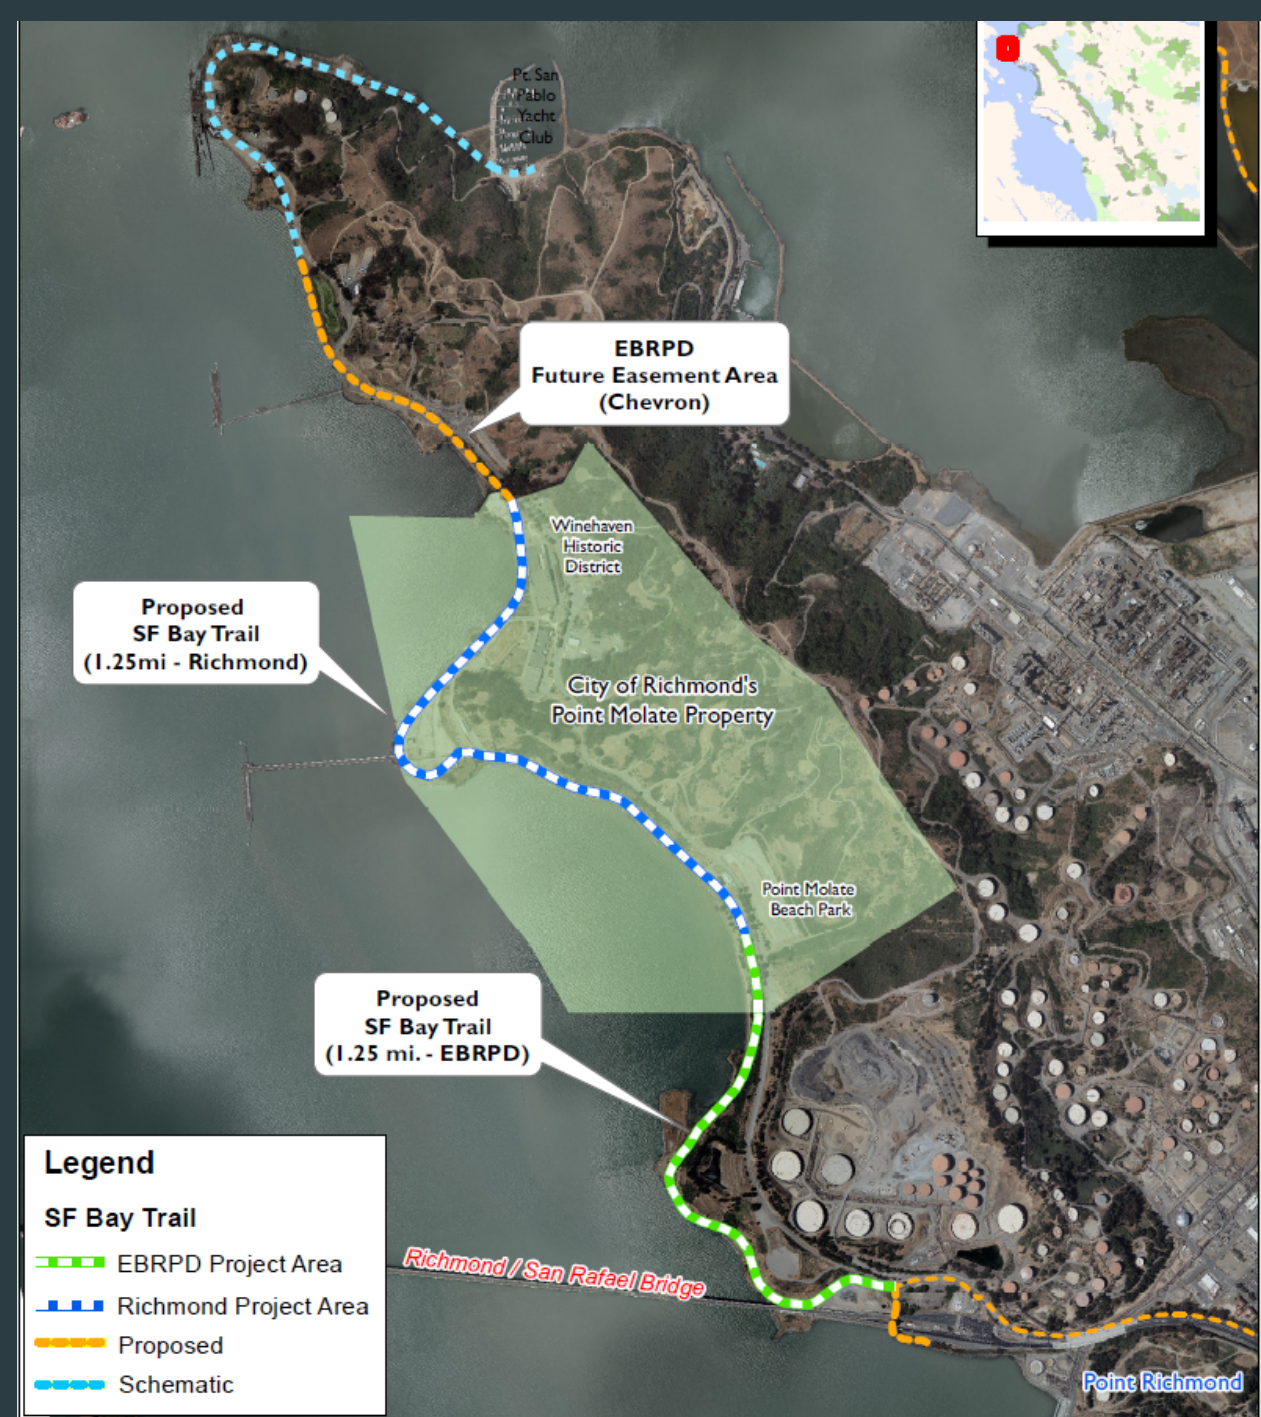 Pt. San
Pablo
Yacht
Club
EBRPD
Future Easement Area
(Chevron)
Winehaven
Historic
District
Proposed
SF Bay Trail
(1.25mi - Richmond)
City of Richmond's
Point Molate Property
Point Molate
Beach Park
Proposed
SF Bay Trail
(1.25 mi. - EBRPD)
Legend
SF Bay Trail
EBRPD Project Area
Richmond Project Area
Proposed
Schematic
Richmond / San Rafael Bridge
Point Richmond